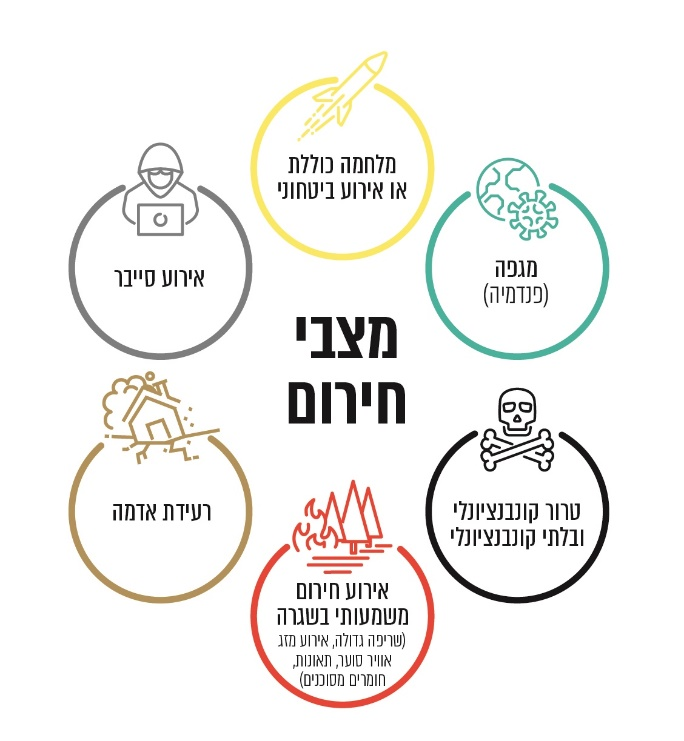 מצבי
חירום
מלחמה כוללת
או אירוע ביטחוני
מגפה
(פנדמיה)
טרור קונבנציונלי
ובלתי קונבנציונלי
אירוע חירום
משמעותי בשגרה
(שריפה גדולה, אירוע מזג
אוויר סוער, תאונות,
חומרים מסוכנים)
רעידת אדמה
אירוע סייבר